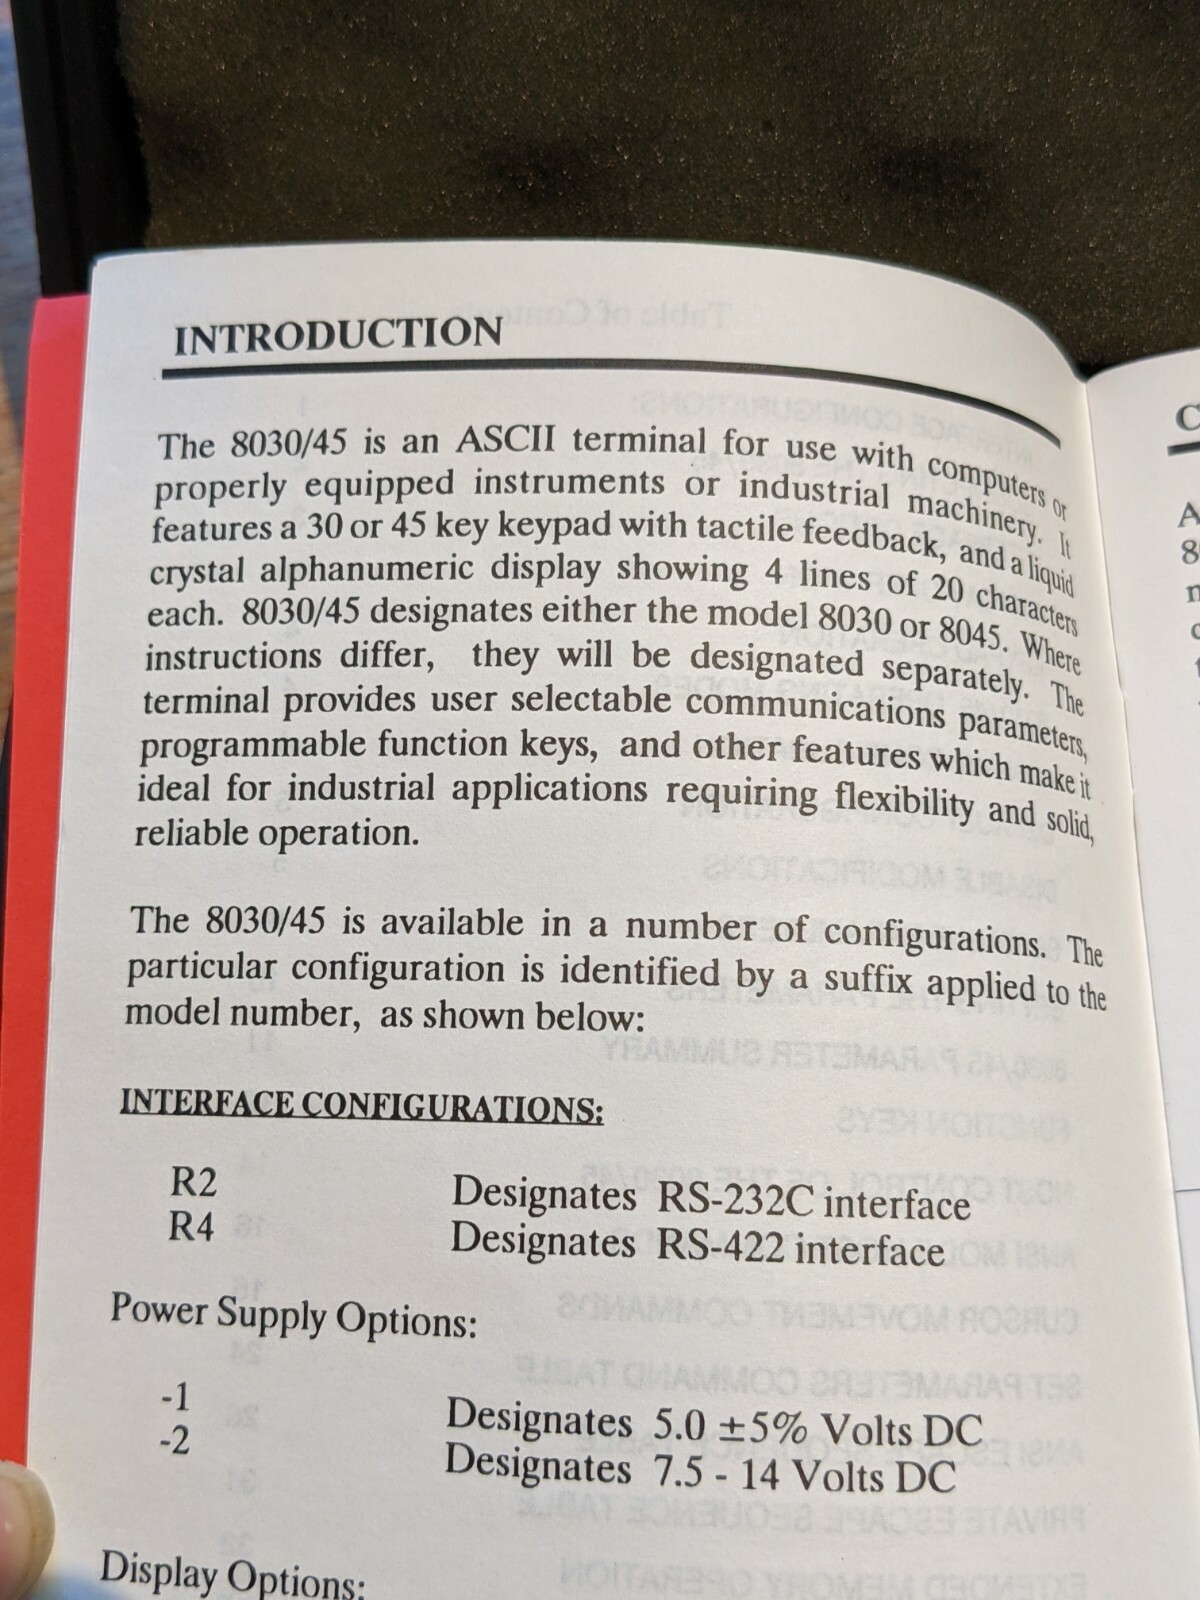 INTRODUCTION
The 8030/45 is an ASCII terminal for use with computers or
properly equipped instruments or industrial machinery. It
features a 30 or 45 key keypad with tactile feedback, and a liquid
crystal alphanumeric display showing 4 lines of 20 characters
each. 8030/45 designates either the model 8030 or 8045. Where
instructions differ, they will be designated separately. The
terminal provides user selectable communications parameters,
programmable function keys, and other features which make it
ideal for industrial applications requiring flexibility and solid,
reliable operation.
The 8030/45 is available in a number of configurations. The
particular configuration is identified by a suffix applied to the
model number, as shown below:
INTERFACE CONFIGURATIONS:
R2 Designates RS-232C interface
R4 Designates RS-422 interface
Power Supply Options:
-1 Designates 5.0 ±5% Volts DC
-2 Designates 7.5 - 14 Volts DC
Display Options: